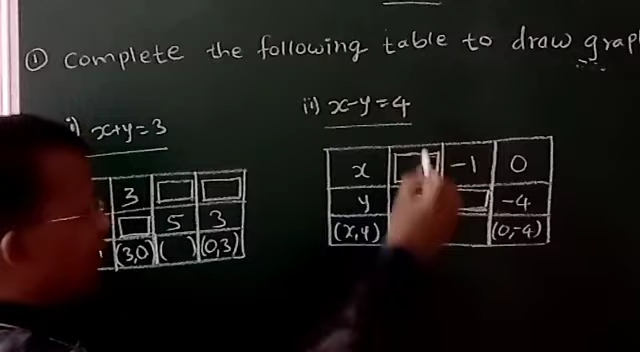 ① Complete the following table to draw grap
i) x+y=3
ii) x-y=4
3
5 3
(3,0) ( ) (0,3)
x -1 0
y -4
(x,y) (0,-4)